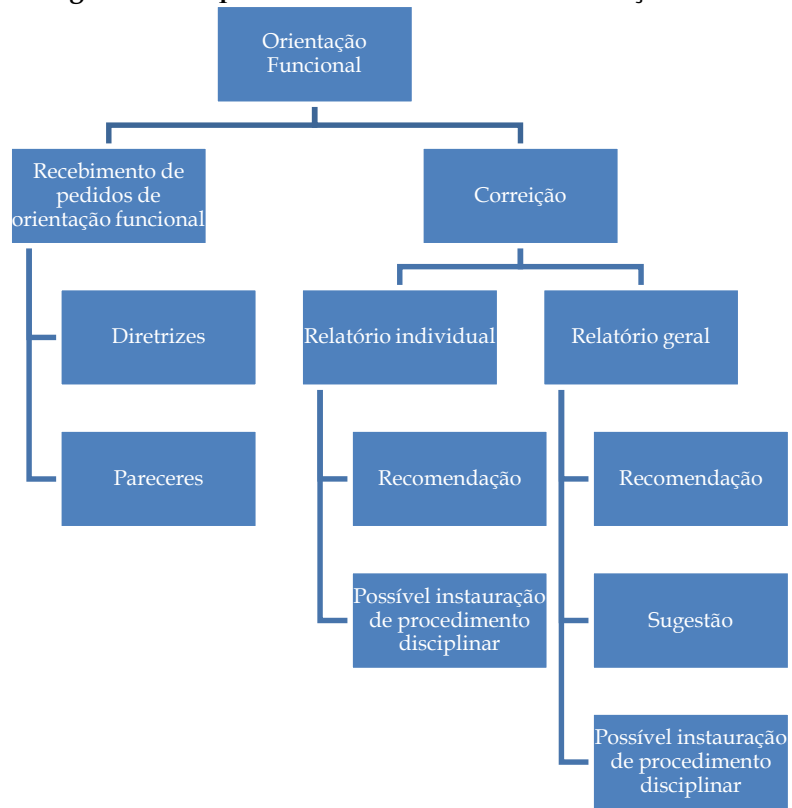 Orientação
Funcional
Recebimento de
pedidos de
orientação funcional
Correição
Diretrizes
Relatório individual
Relatório geral
Pareceres
Recomendação
Recomendação
Possível instauração
de procedimento
disciplinar
Sugestão
Possível instauração
de procedimento
disciplinar